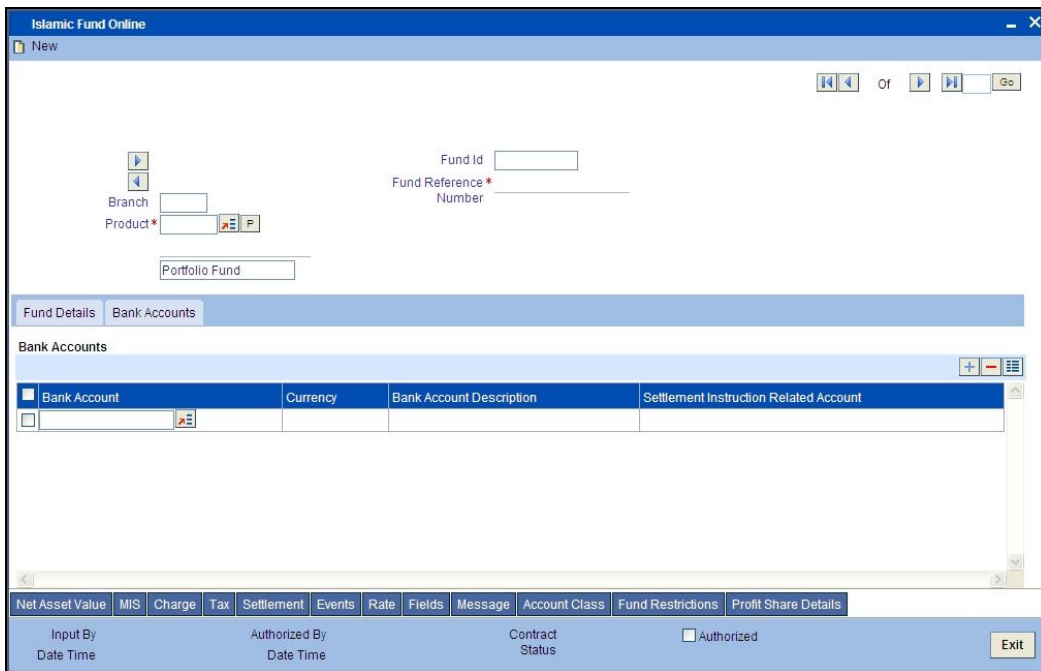 Islamic Fund Online
New
Of Go
Fund Id
Fund Reference *
Number
Branch
Product * P
Portfolio Fund
Fund Details Bank Accounts
Bank Accounts
Bank Account Currency Bank Account Description Settlement Instruction Related Account
Net Asset Value MIS Charge Tax Settlement Events Rate Fields Message Account Class Fund Restrictions Profit Share Details
Input By Authorized By Contract Authorized
Date Time Date Time Status Exit